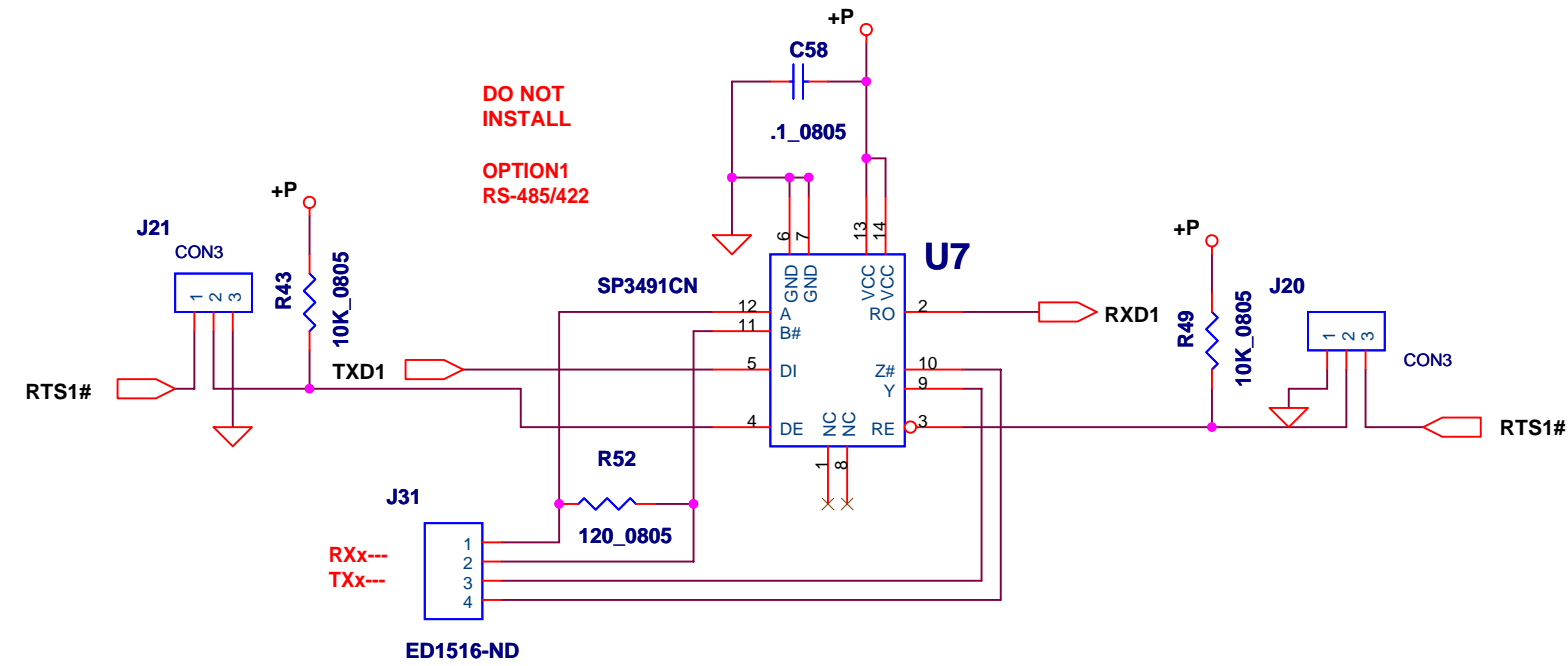 +P
C58
.1_0805
DO NOT
INSTALL
OPTION1
RS-485/422
+P
J21
CON3
1 2 3
R43
10K_0805
RTS1#
TXD1
SP3491CN
U7
6
7
13
14
GND
GND
VCC
VCC
12
A
11
B#
5
DI
4
DE
RO
2
Z#
10
Y
9
RE
3
NC
NC
1
8
RXD1
+P
R49
10K_0805
J20
1 2 3
CON3
RTS1#
R52
120_0805
J31
1
2
3
4
RXx---
TXx---
ED1516-ND